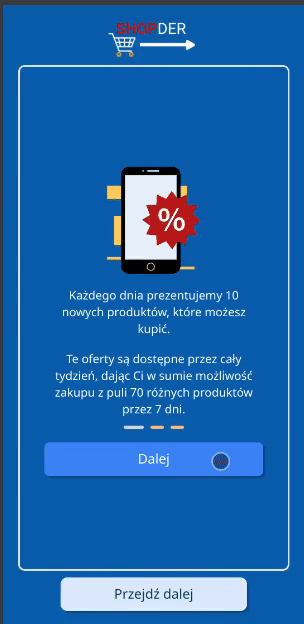 SHOPDER
%
Każdego dnia prezentujemy 10
nowych produktów, które możesz
kupić.
Te oferty są dostępne przez cały
tydzień, dając Ci w sumie możliwość
zakupu z puli 70 różnych produktów
przez 7 dni.
Dalej
Przejdź dalej